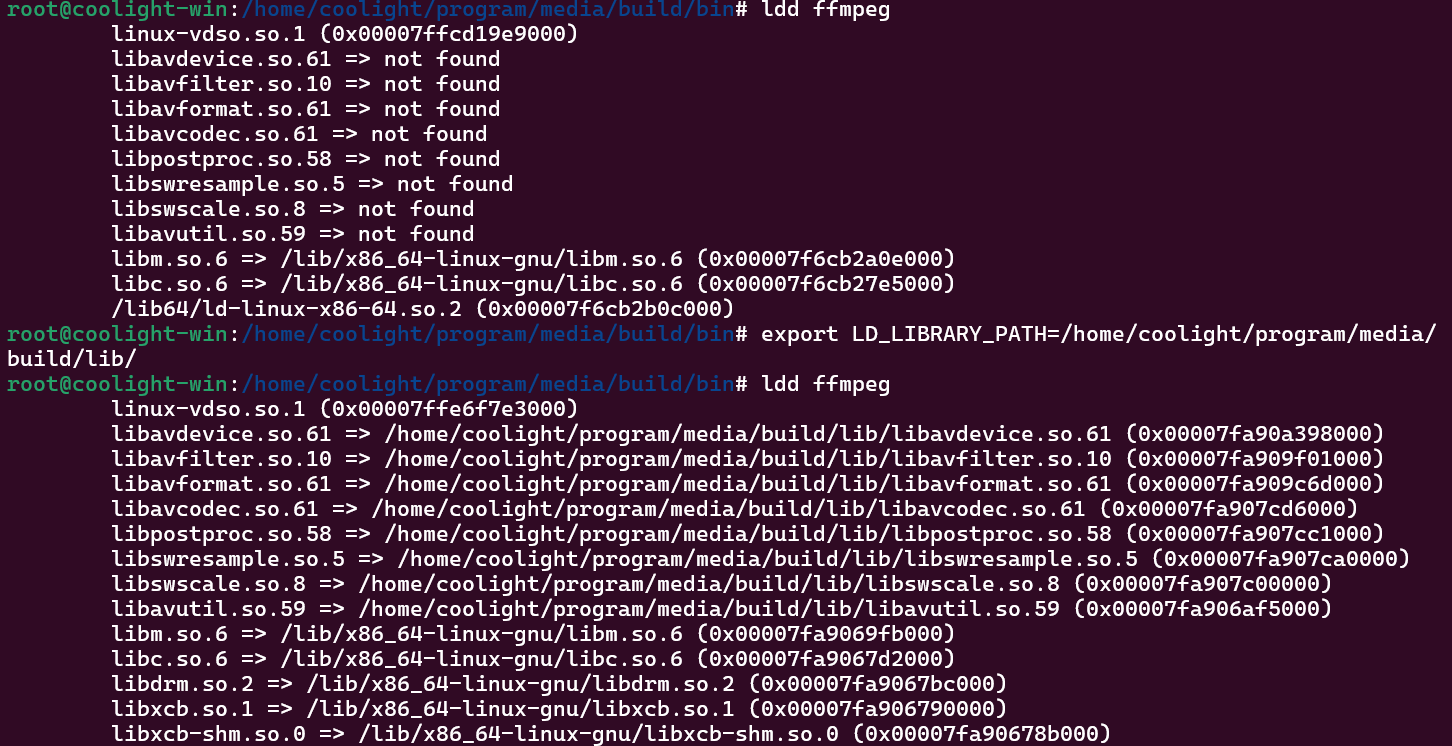 root@coolight-win:/home/coolight/program/media/build/bin# ldd ffmpeg
linux-vdso.so.1 (0x00007ffcd19e9000)
libavdevice.so.61 => not found
libavfilter.so.10 => not found
libavformat.so.61 => not found
libavcodec.so.61 => not found
libpostproc.so.58 => not found
libswresample.so.5 => not found
libswscale.so.8 => not found
libavutil.so.59 => not found
libm.so.6 => /lib/x86_64-linux-gnu/libm.so.6 (0x00007f6cb2a0e000)
libc.so.6 => /lib/x86_64-linux-gnu/libc.so.6 (0x00007f6cb27e5000)
/lib64/ld-linux-x86-64.so.2 (0x00007f6cb2b0c000)
root@coolight-win:/home/coolight/program/media/build/bin# export LD_LIBRARY_PATH=/home/coolight/program/media/
build/lib/
root@coolight-win:/home/coolight/program/media/build/bin# ldd ffmpeg
linux-vdso.so.1 (0x00007ffe6f7e3000)
libavdevice.so.61 => /home/coolight/program/media/build/lib/libavdevice.so.61 (0x00007fa90a398000)
libavfilter.so.10 => /home/coolight/program/media/build/lib/libavfilter.so.10 (0x00007fa909f01000)
libavformat.so.61 => /home/coolight/program/media/build/lib/libavformat.so.61 (0x00007fa909c6d000)
libavcodec.so.61 => /home/coolight/program/media/build/lib/libavcodec.so.61 (0x00007fa907cd6000)
libpostproc.so.58 => /home/coolight/program/media/build/lib/libpostproc.so.58 (0x00007fa907cc1000)
libswresample.so.5 => /home/coolight/program/media/build/lib/libswresample.so.5 (0x00007fa907ca0000)
libswscale.so.8 => /home/coolight/program/media/build/lib/libswscale.so.8 (0x00007fa907c00000)
libavutil.so.59 => /home/coolight/program/media/build/lib/libavutil.so.59 (0x00007fa906af5000)
libm.so.6 => /lib/x86_64-linux-gnu/libm.so.6 (0x00007fa9069fb000)
libc.so.6 => /lib/x86_64-linux-gnu/libc.so.6 (0x00007fa9067d2000)
libdrm.so.2 => /lib/x86_64-linux-gnu/libdrm.so.2 (0x00007fa9067bc000)
libxcb.so.1 => /lib/x86_64-linux-gnu/libxcb.so.1 (0x00007fa906790000)
libxcb-shm.so.0 => /lib/x86_64-linux-gnu/libxcb-shm.so.0 (0x00007fa90678b000)